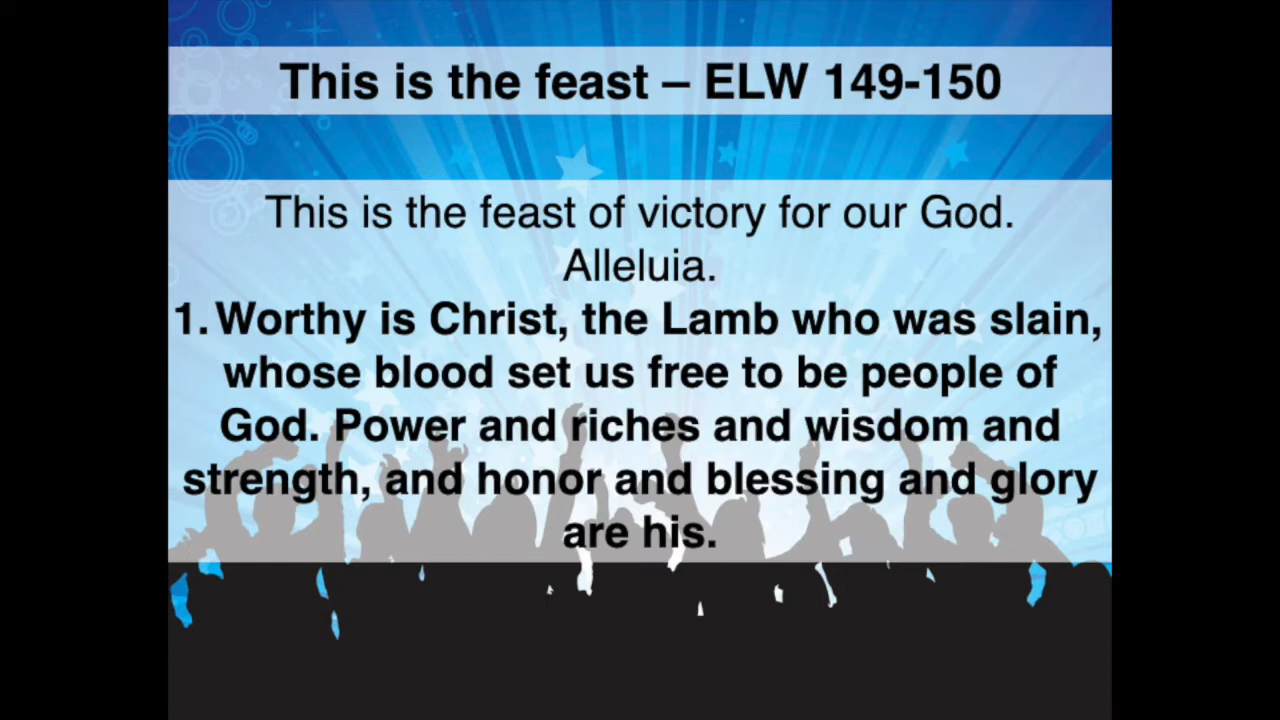 This is the feast – ELW 149-150
This is the feast of victory for our God.
Alleluia.
1. Worthy is Christ, the Lamb who was slain,
whose blood set us free to be people of
God. Power and riches and wisdom and
strength, and honor and blessing and glory
are his.